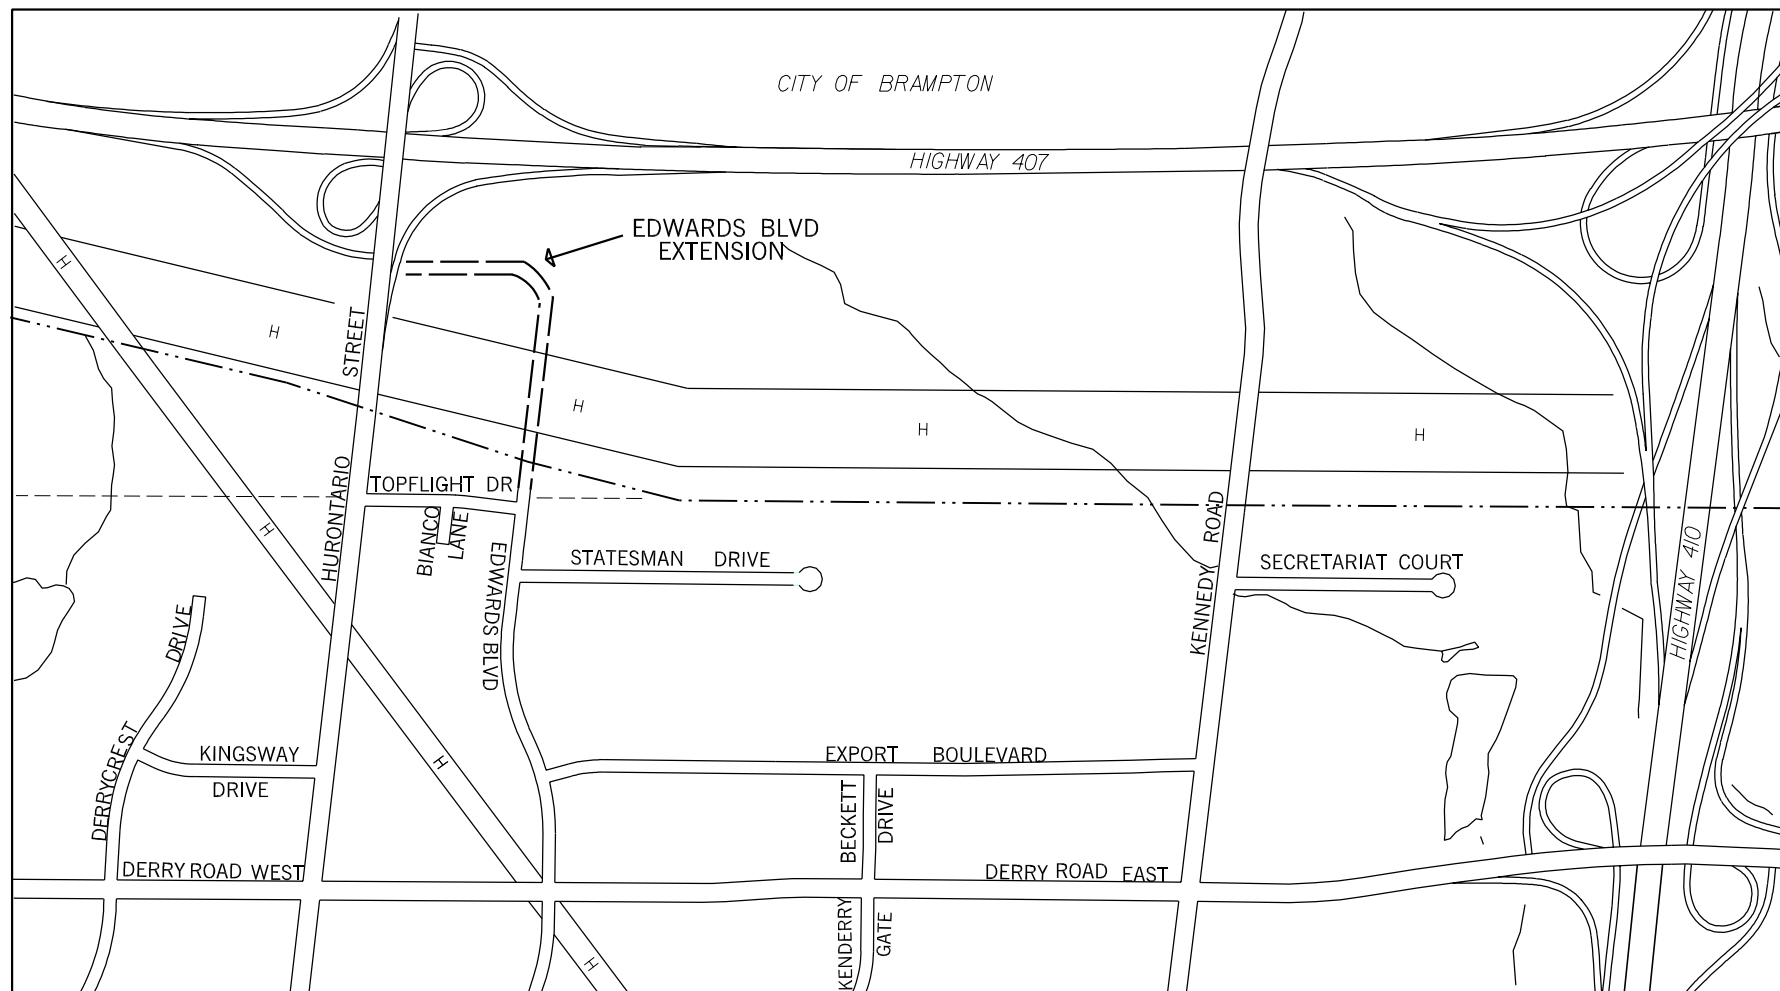 CITY OF BRAMPTON
HIGHWAY 407
EDWARDS BLVD
EXTENSION
H
H
STREET
H
H
H
HURONTARIO
TOPFLIGHT DR
BIANCO
LANE
H
EDWARDS BLVD
STATESMAN DRIVE
ROAD
KENNEDY
SECRETARIAT COURT
HIGHWAY 410
DRIVE
DERRYCREST
KINGSWAY
DRIVE
H
EXPORT BOULEVARD
BECKETT
DRIVE
DERRY ROAD WEST
DERRY ROAD EAST
KENDERRY
GATE
H